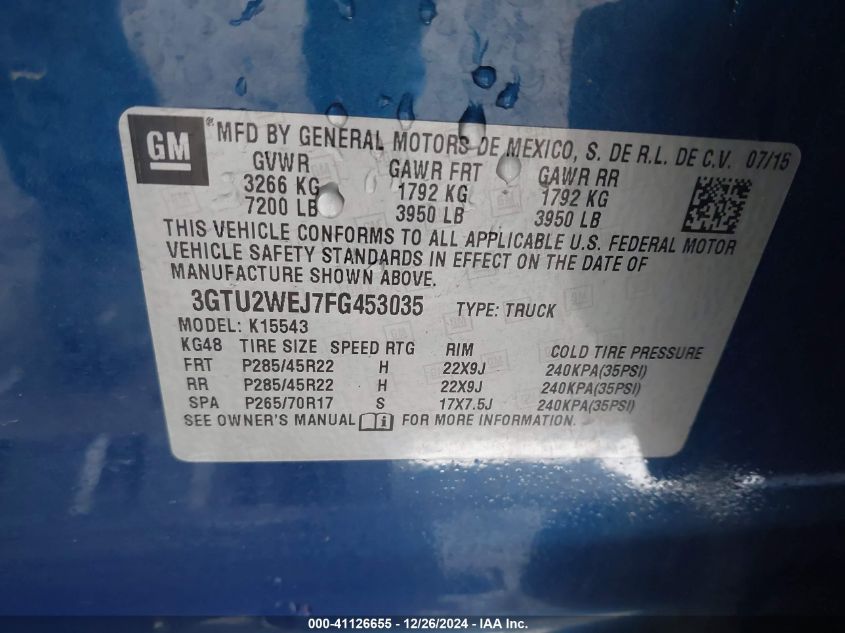 GM
®MFD BY GENERAL MOTORS DE MEXICO, S. DE R.L. DE C.V. 07/15
GVWR GAWR FRT GAWR RR
3266 KG 1792 KG 1792 KG
7200 LB 3950 LB 3950 LB
THIS VEHICLE CONFORMS TO ALL APPLICABLE U.S. FEDERAL MOTOR
VEHICLE SAFETY STANDARDS IN EFFECT ON THE DATE OF
MANUFACTURE SHOWN ABOVE.
3GTU2WEJ7FG453035 TYPE: TRUCK
MODEL: K15543
KG48 TIRE SIZE SPEED RTG RIM COLD TIRE PRESSURE
FRT P285/45R22 H 22X9J 240KPA(35PSI)
RR P285/45R22 H 22X9J 240KPA(35PSI)
SPA P265/70R17 S 17X7.5J 240KPA(35PSI)
SEE OWNER'S MANUAL i FOR MORE INFORMATION.
000-41126655 - 12/26/2024 - IAA Inc.